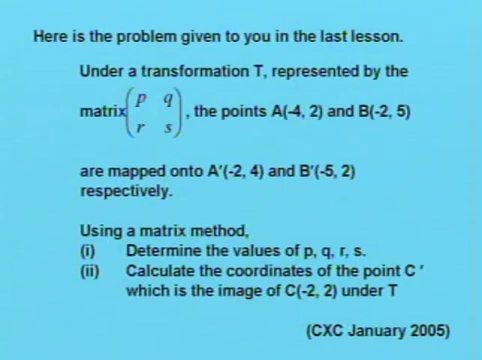 Here is the problem given to you in the last lesson.
Under a transformation T, represented by the
p q
matrix , the points A(-4, 2) and B(-2, 5)
r s
are mapped onto A′(-2, 4) and B′(-5, 2)
respectively.
Using a matrix method,
(i) Determine the values of p, q, r, s.
(ii) Calculate the coordinates of the point C ′
which is the image of C(-2, 2) under T
(CXC January 2005)